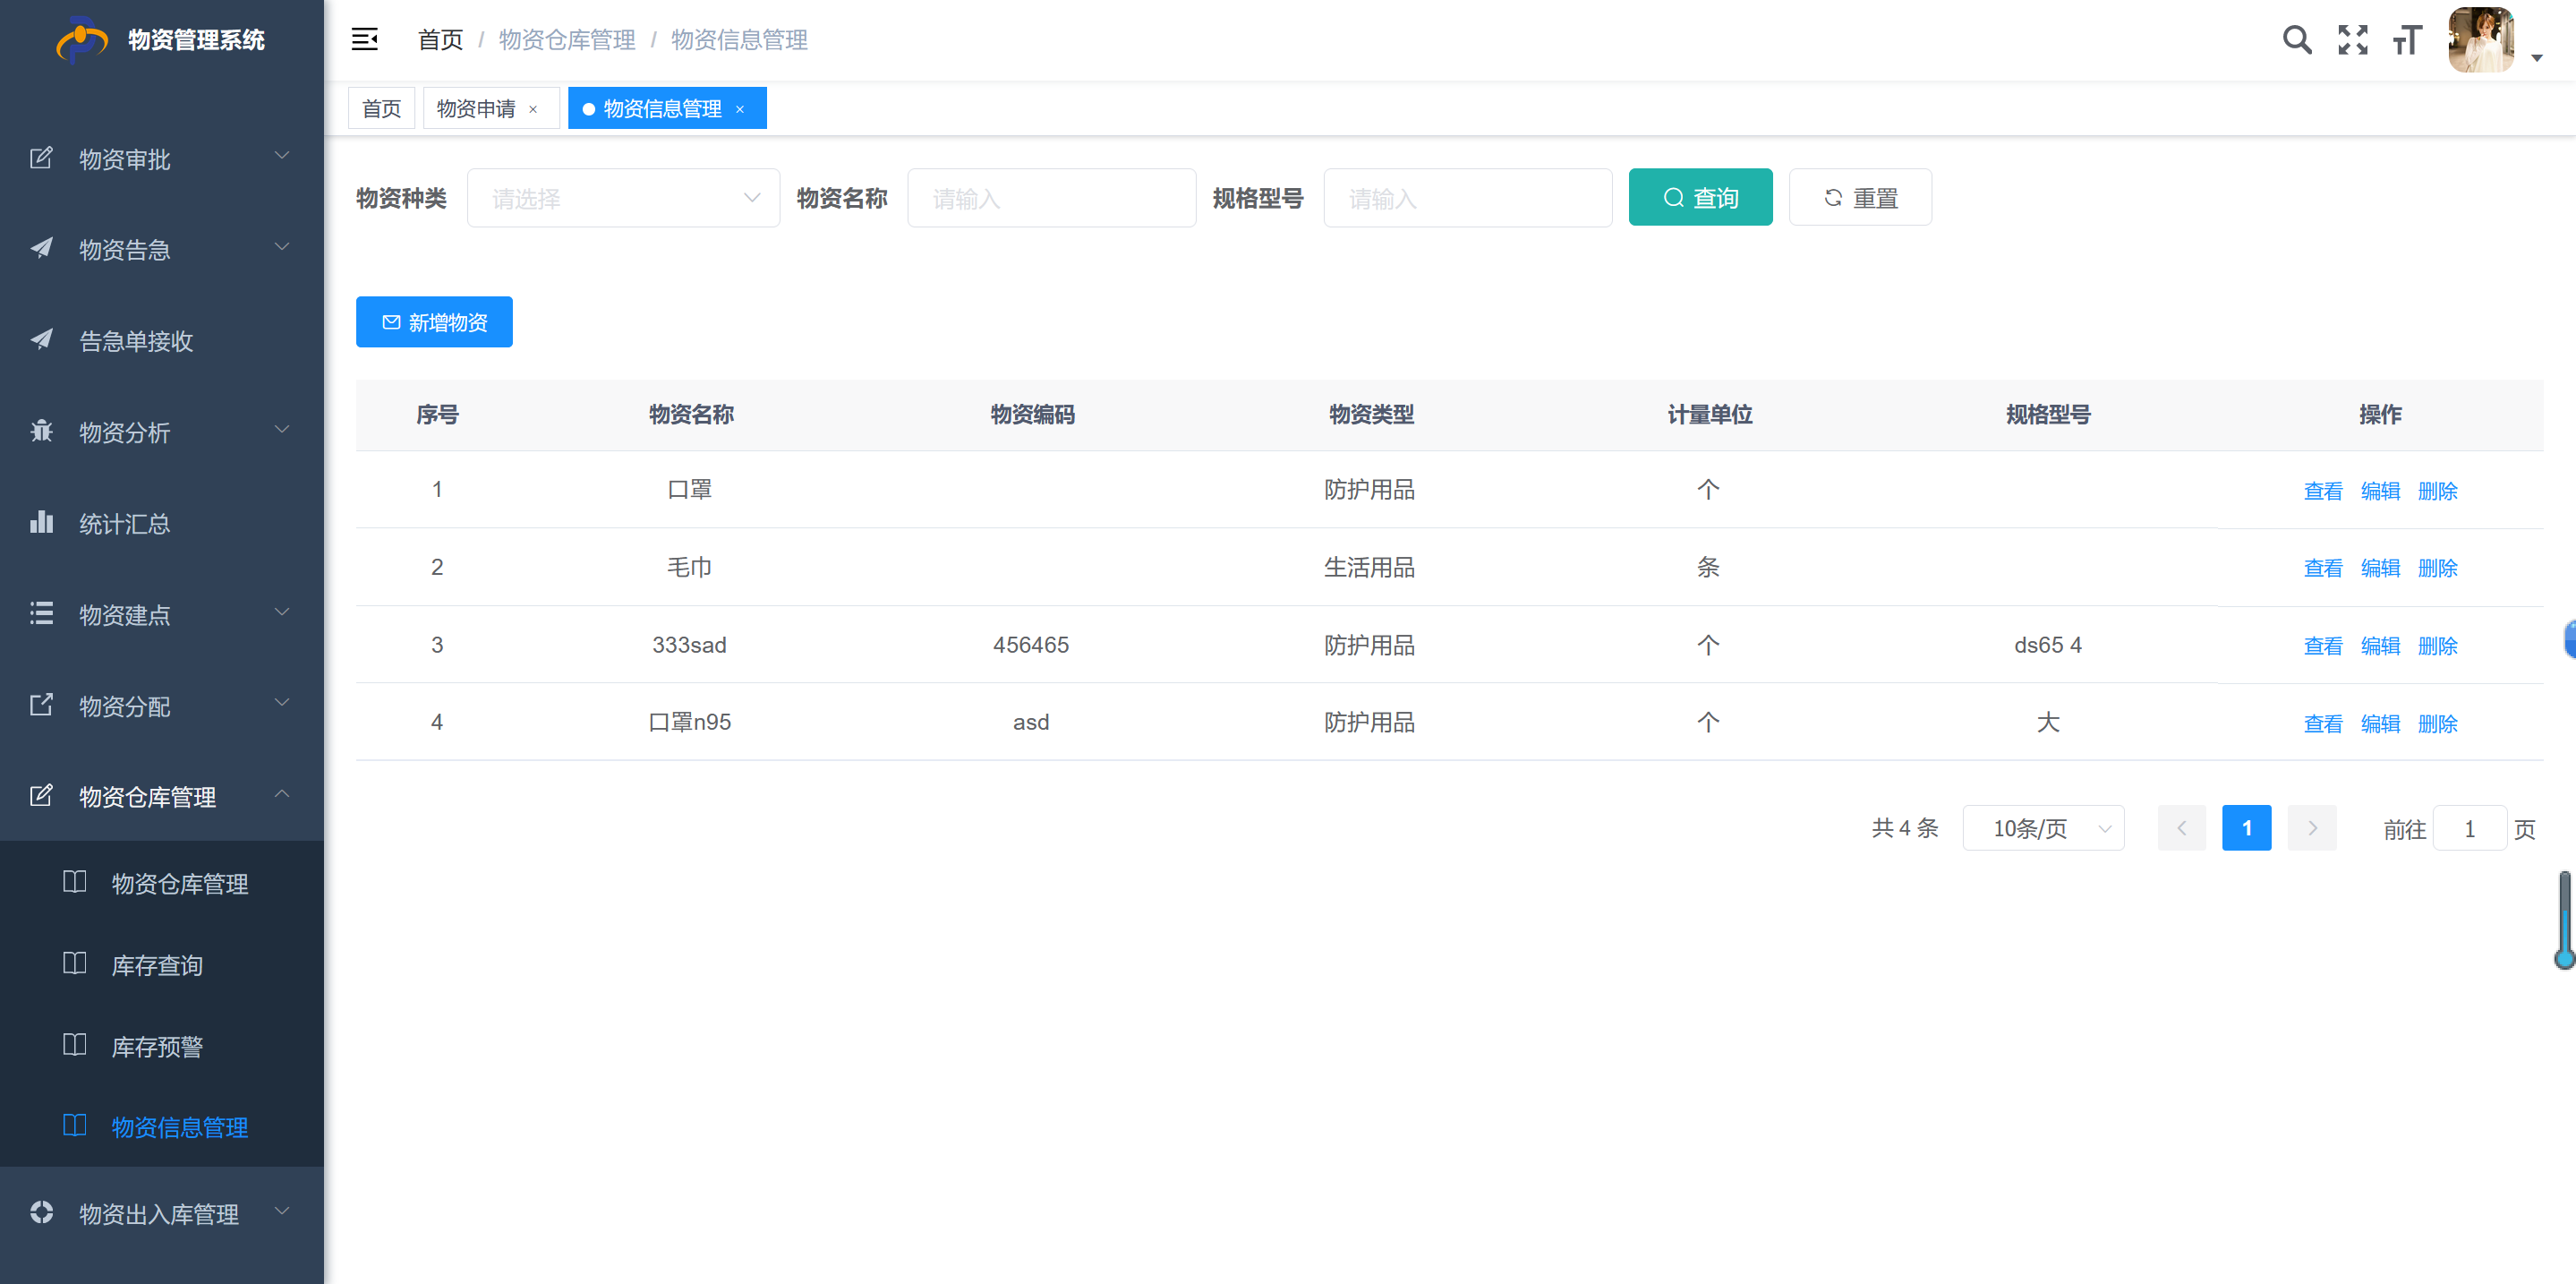 物资管理系统
首页 / 物资仓库管理 / 物资信息管理
首页 物资申请 × 物资信息管理 ×
物资审批
物资告急
告急单接收
物资分析
统计汇总
物资建点
物资分配
物资仓库管理
物资仓库管理
库存查询
库存预警
物资信息管理
物资出入库管理
物资种类 请选择 物资名称 请输入 规格型号 请输入 查询 重置
新增物资
序号 物资名称 物资编码 物资类型 计量单位 规格型号 操作
1 口罩 防护用品 个 查看 编辑 删除
2 毛巾 生活用品 条 查看 编辑 删除
3 333sad 456465 防护用品 个 ds65 4 查看 编辑 删除
4 口罩n95 asd 防护用品 个 大 查看 编辑 删除
共 4 条 10条/页 1 前往 1 页